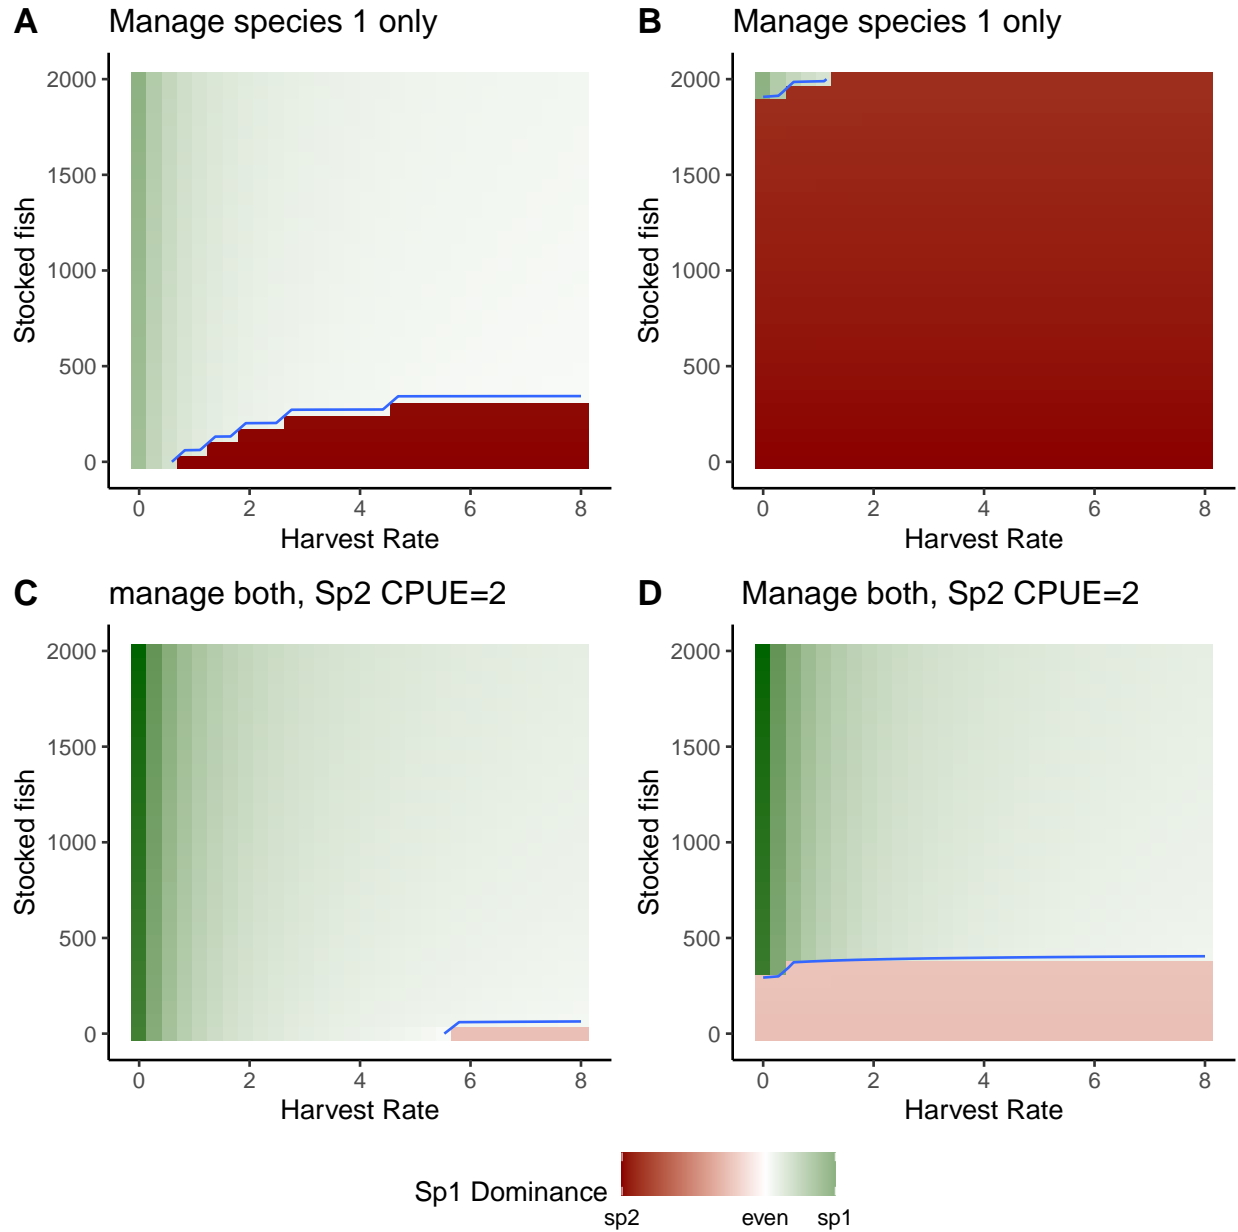 A Manage species 1 only
2000
1500
1000
500
0
Stocked fish
0 2 4 6 8
Harvest Rate
B Manage species 1 only
2000
1500
1000
500
0
Stocked fish
0 2 4 6 8
Harvest Rate
C manage both, Sp2 CPUE=2
2000
1500
1000
500
0
Stocked fish
0 2 4 6 8
Harvest Rate
D Manage both, Sp2 CPUE=2
2000
1500
1000
500
0
Stocked fish
0 2 4 6 8
Harvest Rate
Sp1 Dominance
sp2 even sp1